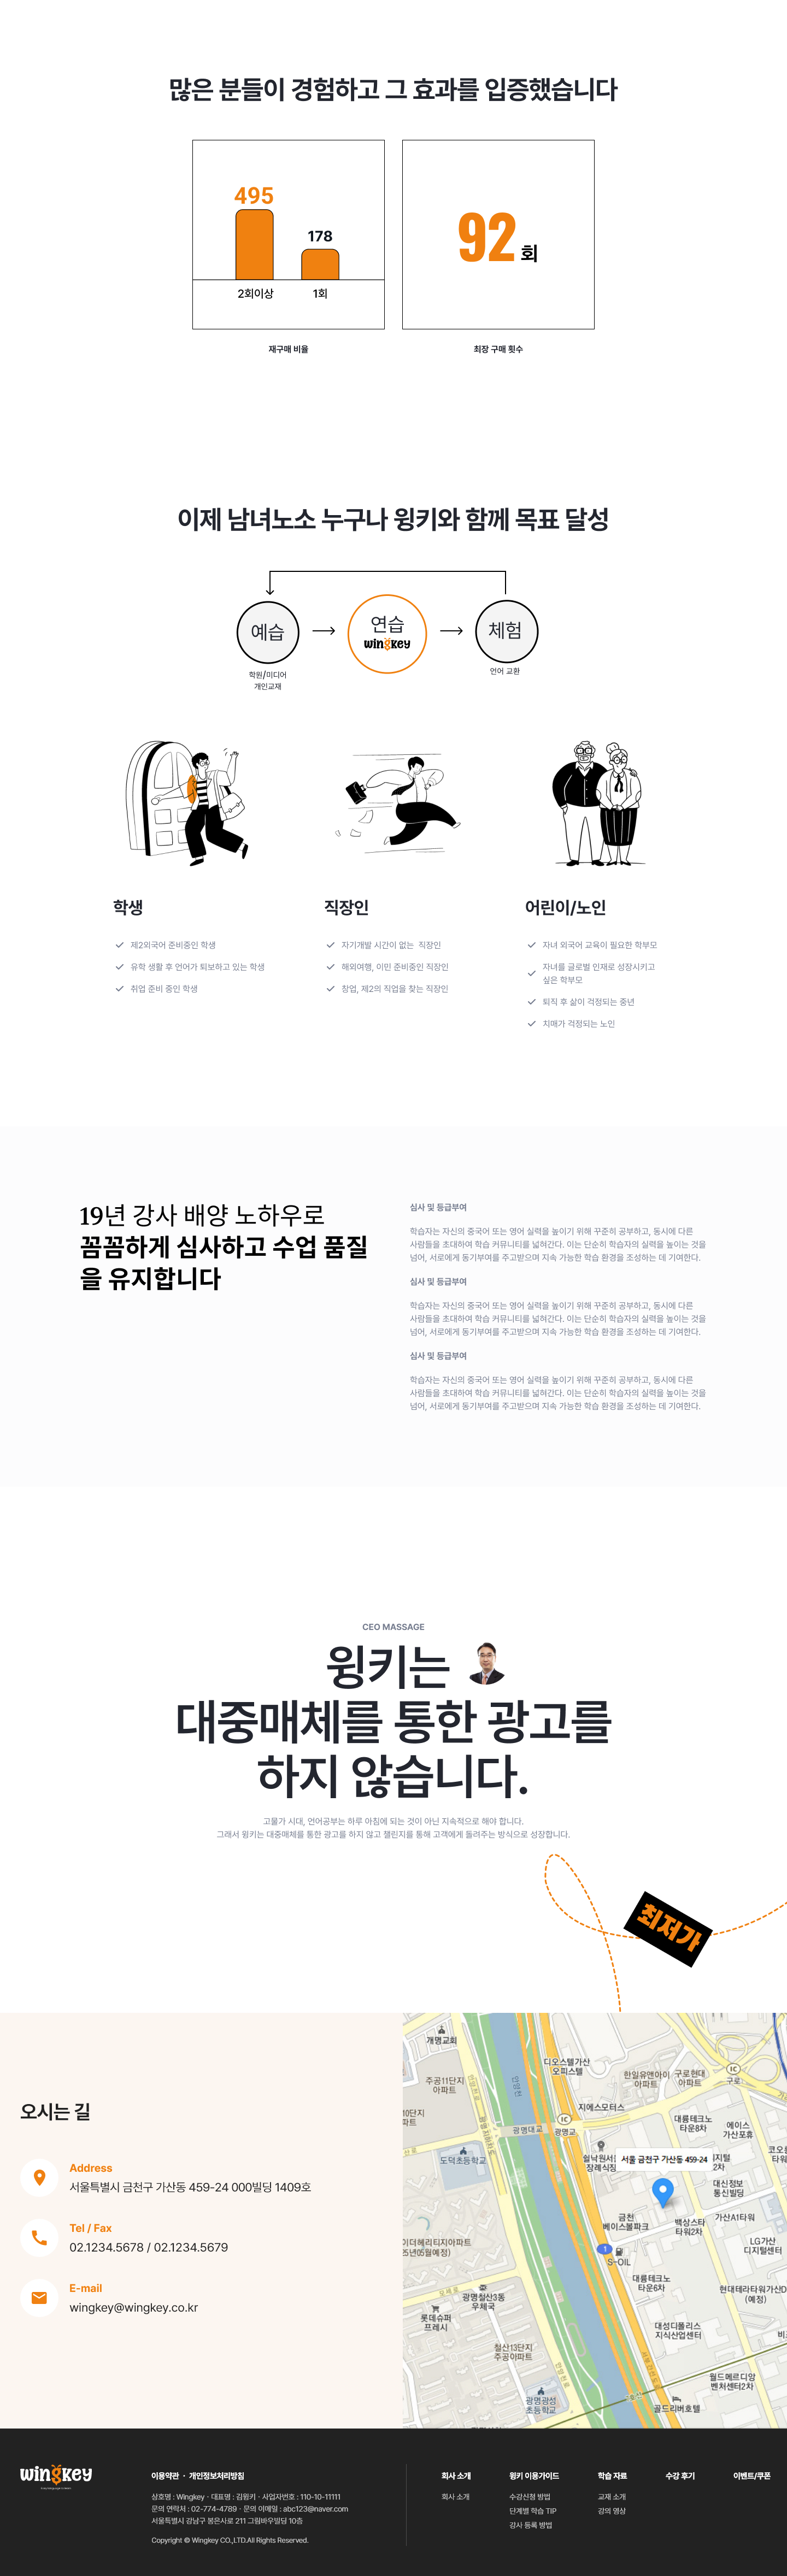 많은 분들이 경험하고 그 효과를 입증했습니다
495
178
2회이상
1회
92 회
재구매 비율
최장 구매 횟수
이제 남녀노소 누구나 윙키와 함께 목표 달성
예습
연습
wingkey
체험
학원/미디어
개인교재
언어 교환
학생
제2외국어 준비중인 학생
유학 생활 후 언어가 퇴보하고 있는 학생
취업 준비 중인 학생
직장인
자기개발 시간이 없는 직장인
해외여행, 이민 준비중인 직장인
창업, 제2의 직업을 찾는 직장인
어린이/노인
자녀 외국어 교육이 필요한 학부모
자녀를 글로벌 인재로 성장시키고
싶은 학부모
퇴직 후 삶이 걱정되는 중년
치매가 걱정되는 노인
19년 강사 배양 노하우로
꼼꼼하게 심사하고 수업 품질
을 유지합니다
심사 및 등급부여
학습자는 자신의 중국어 또는 영어 실력을 높이기 위해 꾸준히 공부하고, 동시에 다른
사람들을 초대하여 학습 커뮤니티를 넓혀간다. 이는 단순히 학습자의 실력을 높이는 것을
넘어, 서로에게 동기부여를 주고받으며 지속 가능한 학습 환경을 조성하는 데 기여한다.
심사 및 등급부여
학습자는 자신의 중국어 또는 영어 실력을 높이기 위해 꾸준히 공부하고, 동시에 다른
사람들을 초대하여 학습 커뮤니티를 넓혀간다. 이는 단순히 학습자의 실력을 높이는 것을
넘어, 서로에게 동기부여를 주고받으며 지속 가능한 학습 환경을 조성하는 데 기여한다.
심사 및 등급부여
학습자는 자신의 중국어 또는 영어 실력을 높이기 위해 꾸준히 공부하고, 동시에 다른
사람들을 초대하여 학습 커뮤니티를 넓혀간다. 이는 단순히 학습자의 실력을 높이는 것을
넘어, 서로에게 동기부여를 주고받으며 지속 가능한 학습 환경을 조성하는 데 기여한다.
CEO MASSAGE
윙키는
대중매체를 통한 광고를
하지 않습니다.
고물가 시대, 언어공부는 하루 아침에 되는 것이 아닌 지속적으로 해야 합니다.
그래서 윙키는 대중매체를 통한 광고를 하지 않고 챌린지를 통해 고객에게 돌려주는 방식으로 성장합니다.
최저가
오시는 길
Address
서울특별시 금천구 가산동 459-24 000빌딩 1409호
Tel / Fax
02.1234.5678 / 02.1234.5679
E-mail
wingkey@wingkey.co.kr
개명교회
디오스텔가산
오피스텔
주공11단지
아파트
한일유앤아이
아파트
구로현대
아파트
IC
구로
10단지
지에스모터스
IC
광명대교
광명교
대륭테크노
타운8차
에이스
가산포휴
도덕초등학교
서울 금천구 가산동 459-24
대신정보
통신빌딩
금천
베이스볼파크
백상스타
타워2차
가산A1타워
LG가산
디지털센터
1
S-OIL
대륭테크노
타운6차
현대테라타워가산D
(예정)
광명철산3동
우체국
롯데슈퍼
프레시
대성디폴리스
지식산업센터
철산13단지
주공아파트
월드메르디앙
벤처센터2차
광명광성
초등학교
골드리버호텔
wingkey
이용약관 · 개인정보처리방침
상호명 : Wingkey · 대표명 : 김윙키 · 사업자번호 : 110-10-11111
문의 연락처 : 02-774-4789 · 문의 이메일 : abc123@naver.com
서울특별시 강남구 봉은사로 211 그림바우빌딩 10층
Copyright © Wingkey CO.,LTD.All Rights Reserved.
회사 소개
회사 소개
윙키 이용가이드
수강신청 방법
단계별 학습 TIP
강사 등록 방법
학습 자료
교재 소개
강의 영상
수강 후기
이벤트/쿠폰